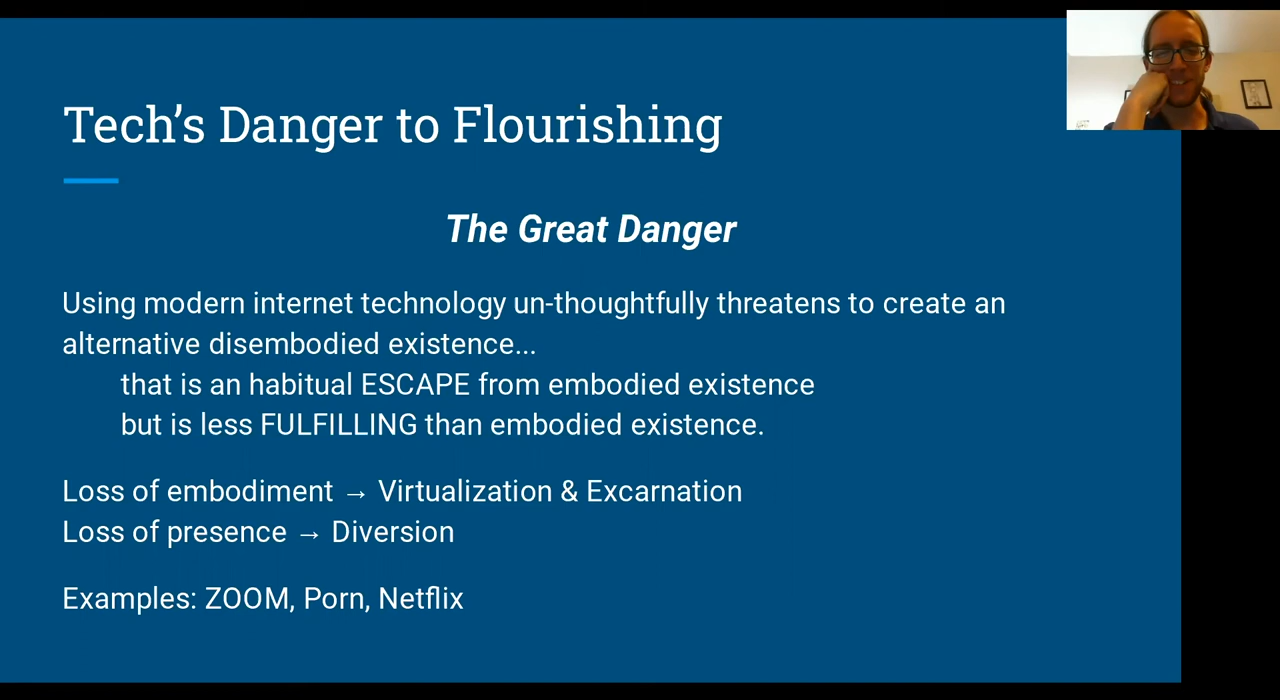 Tech’s Danger to Flourishing
The Great Danger
Using modern internet technology un-thoughtfully threatens to create an
alternative disembodied existence...
that is an habitual ESCAPE from embodied existence
but is less FULFILLING than embodied existence.
Loss of embodiment → Virtualization & Excarnation
Loss of presence → Diversion
Examples: ZOOM, Porn, Netflix